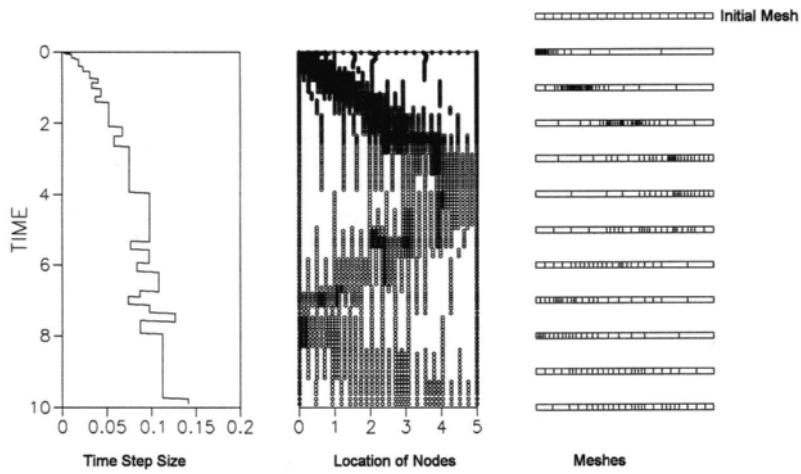 Initial Mesh
0
2
4
6
8
10
TIME
0 0.05 0.1 0.15 0.2
0 1 2 3 4 5
Time Step Size
Location of Nodes
Meshes